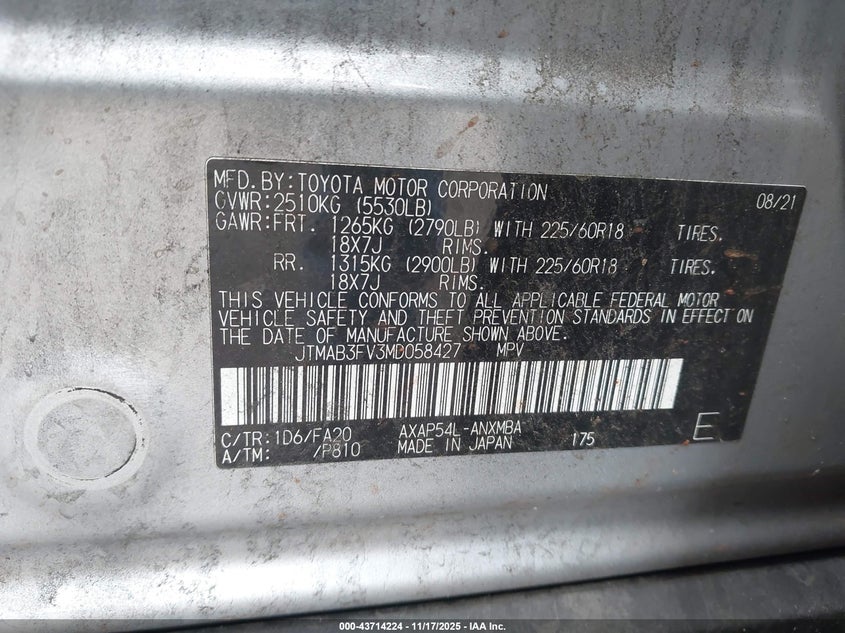 MFD. BY:TOYOTA MOTOR CORPORATION 08/21
GVWR:2510KG (5530LB)
GAWR:FRT. 1265KG (2790LB) WITH 225/60R18 TIRES.
18X7J RIMS.
RR. 1315KG (2900LB) WITH 225/60R18 TIRES.
18X7J RIMS.
THIS VEHICLE CONFORMS TO ALL APPLICABLE FEDERAL MOTOR
VEHICLE SAFETY AND THEFT PREVENTION STANDARDS IN EFFECT ON
THE DATE OF MANUFACTURE SHOWN ABOVE.
JTMAB3FV3MD058427 MPV
C/TR:1D6/FA20 AXAP54L-ANXMBA E
A/TM: /P810 MADE IN JAPAN 175
000-43714224 - 11/17/2025 - IAA Inc.